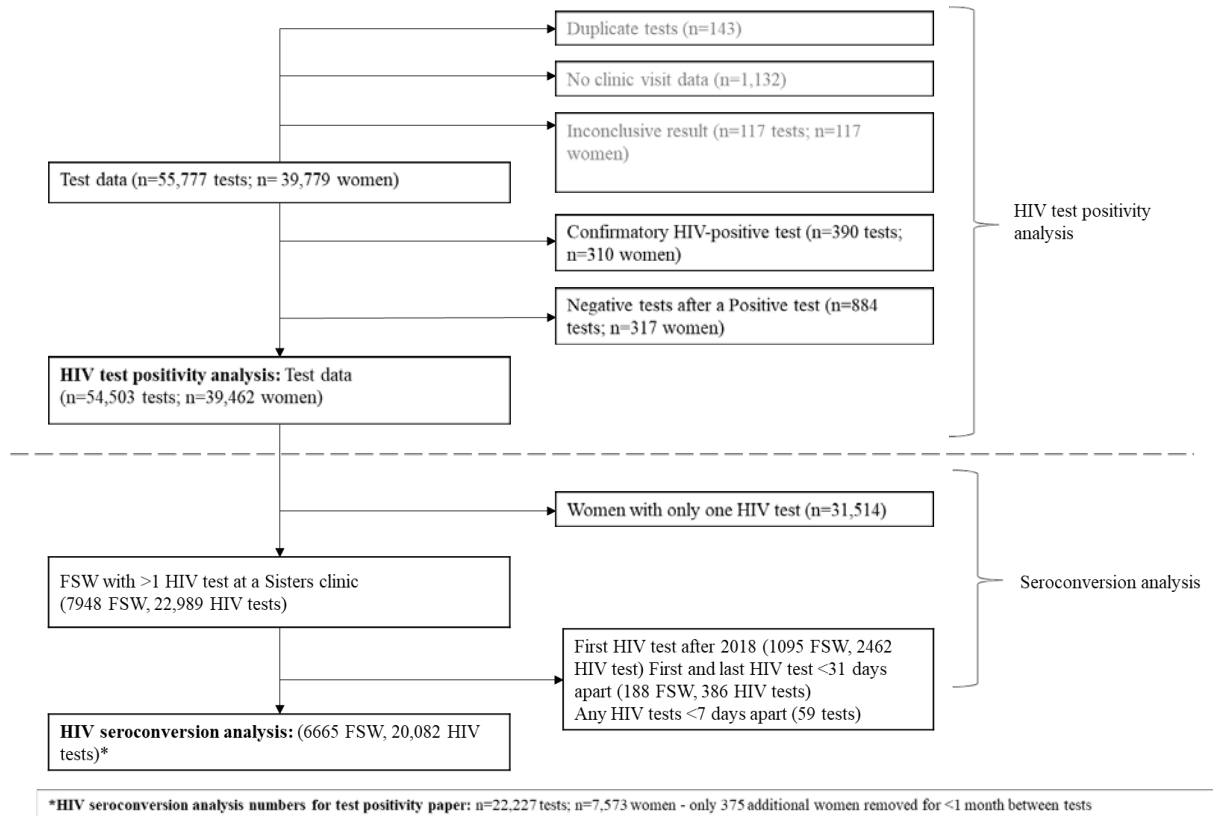 Duplicate tests (n=143)
No clinic visit data (n=1,132)
Inconclusive result (n=117 tests; n=117
women)
Test data (n=55,777 tests; n= 39,779 women)
HIV test positivity
analysis
Confirmatory HIV-positive test (n=390 tests;
n=310 women)
Negative tests after a Positive test (n=884
tests; n=317 women)
HIV test positivity analysis: Test data
(n=54,503 tests; n=39,462 women)
Women with only one HIV test (n=31,514)
FSW with >1 HIV test at a Sisters clinic
(7948 FSW, 22,989 HIV tests)
Seroconversion analysis
First HIV test after 2018 (1095 FSW, 2462
HIV test) First and last HIV test <31 days
apart (188 FSW, 386 HIV tests)
Any HIV tests <7 days apart (59 tests)
HIV seroconversion analysis: (6665 FSW, 20,082 HIV
tests)*
*HIV seroconversion analysis numbers for test positivity paper: n=22,227 tests; n=7,573 women - only 375 additional women removed for <1 month between tests